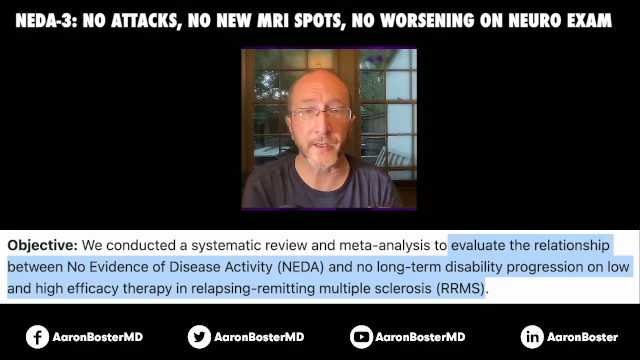 NEDA-3: NO ATTACKS, NO NEW MRI SPOTS, NO WORSENING ON NEURO EXAM
Objective: We conducted a systematic review and meta-analysis to evaluate the relationship
between No Evidence of Disease Activity (NEDA) and no long-term disability progression on low
and high efficacy therapy in relapsing-remitting multiple sclerosis (RRMS).
AaronBosterMD AaronBosterMD AaronBosterMD AaronBoster